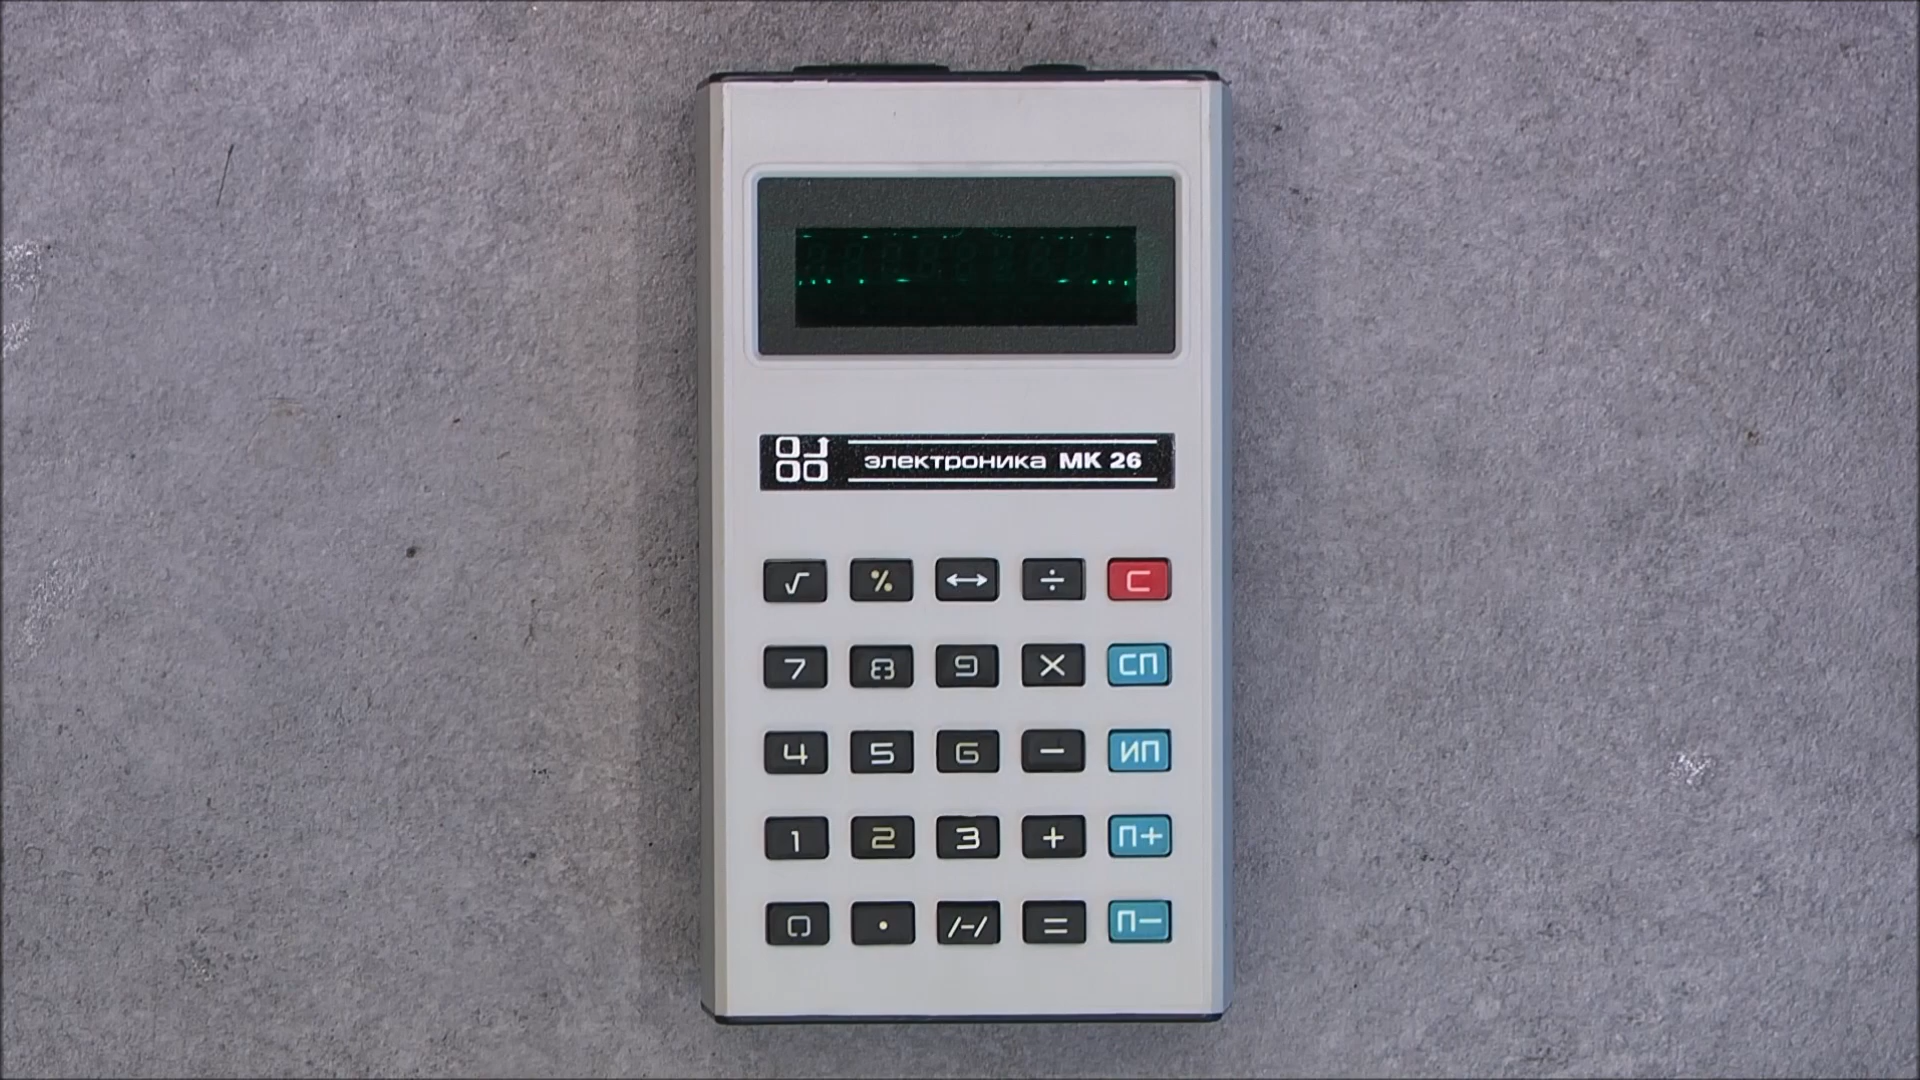 электроника МК 26
√ % ↔ ÷ С
7 8 9 × СП
4 5 6 − ИП
1 2 3 + П+
0 · /-/ = П−